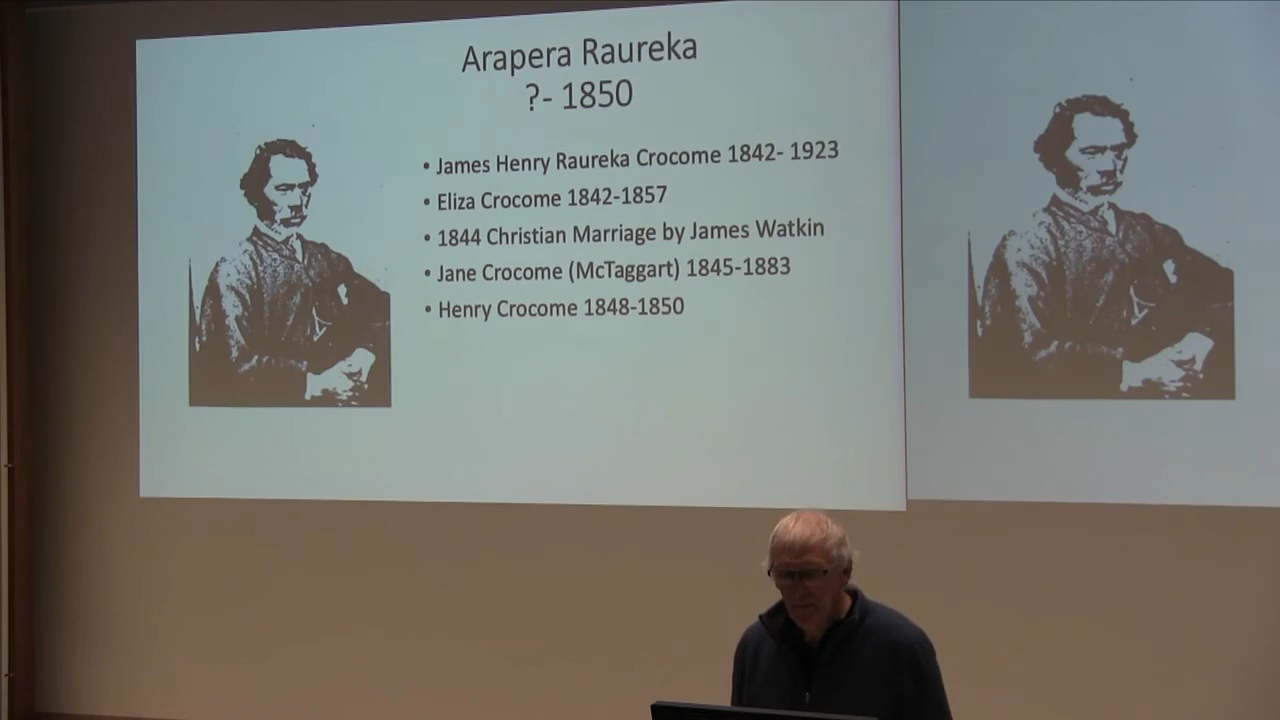 Arapera Raureka
?- 1850
• James Henry Raureka Crocome 1842- 1923
• Eliza Crocome 1842-1857
• 1844 Christian Marriage by James Watkin
• Jane Crocome (McTaggart) 1845-1883
• Henry Crocome 1848-1850